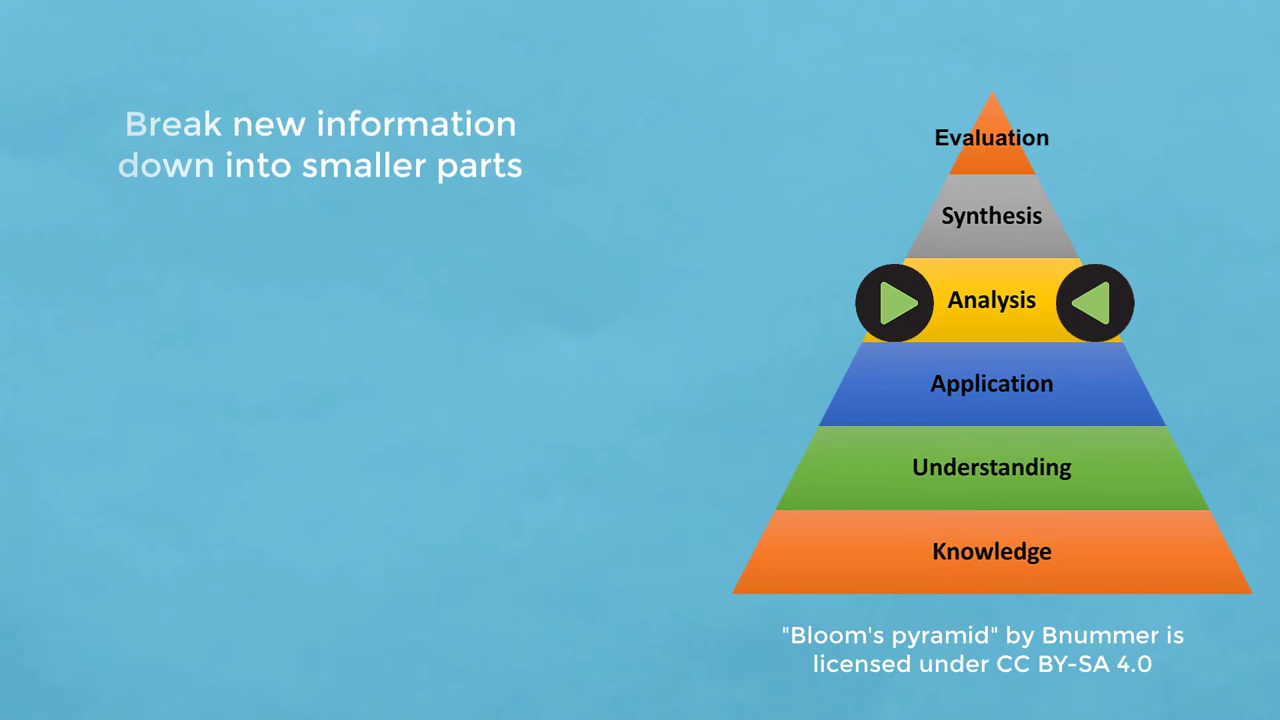 Break new information
down into smaller parts
Evaluation
Synthesis
Analysis
Application
Understanding
Knowledge
"Bloom's pyramid" by Bnummer is
licensed under CC BY-SA 4.0